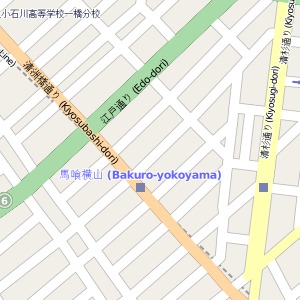 小石川高等学校一橋分校
Line)
清洲橋通り (Kiyosubashi-dori)
江戸通り (Edo-dori)
清杉通り (Kiyosu
清杉通り (Kiyosugi-dori)
馬喰横山 (Bakuro-yokoyama)
6